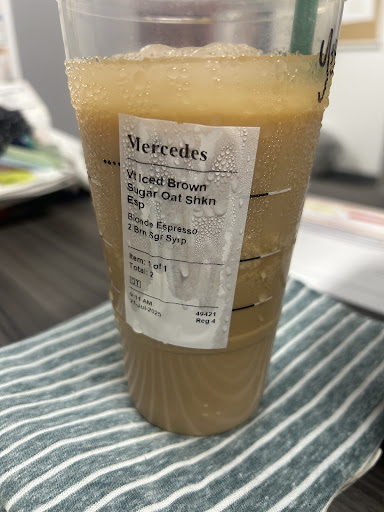 Mercedes
Vt Iced Brown
Sugar Oat Shkn
Esp
Blonde Espresso
2 Brn Sgr Syrp
Item: 1 of 1
Total: 2
49421
Reg 4